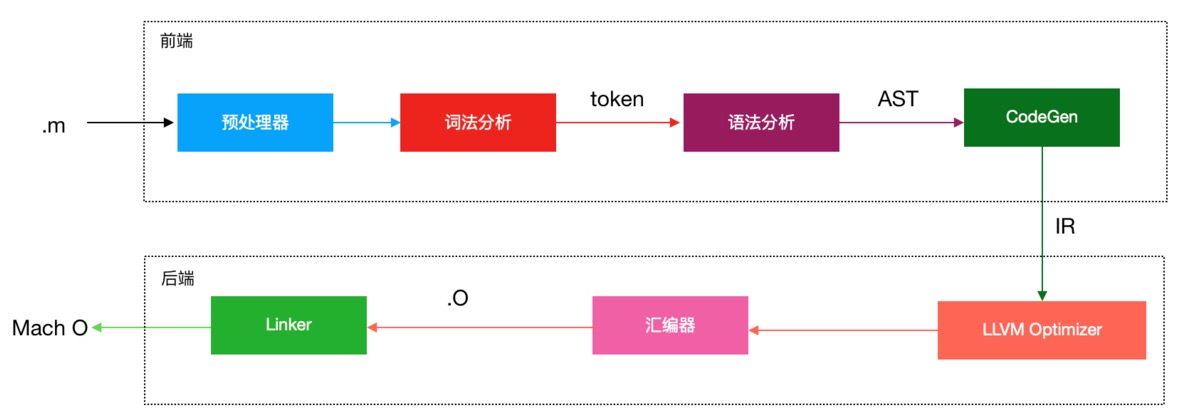 前端
.m
预处理器
词法分析
token
语法分析
AST
CodeGen
IR
后端
LLVM Optimizer
汇编器
.O
Linker
Mach O